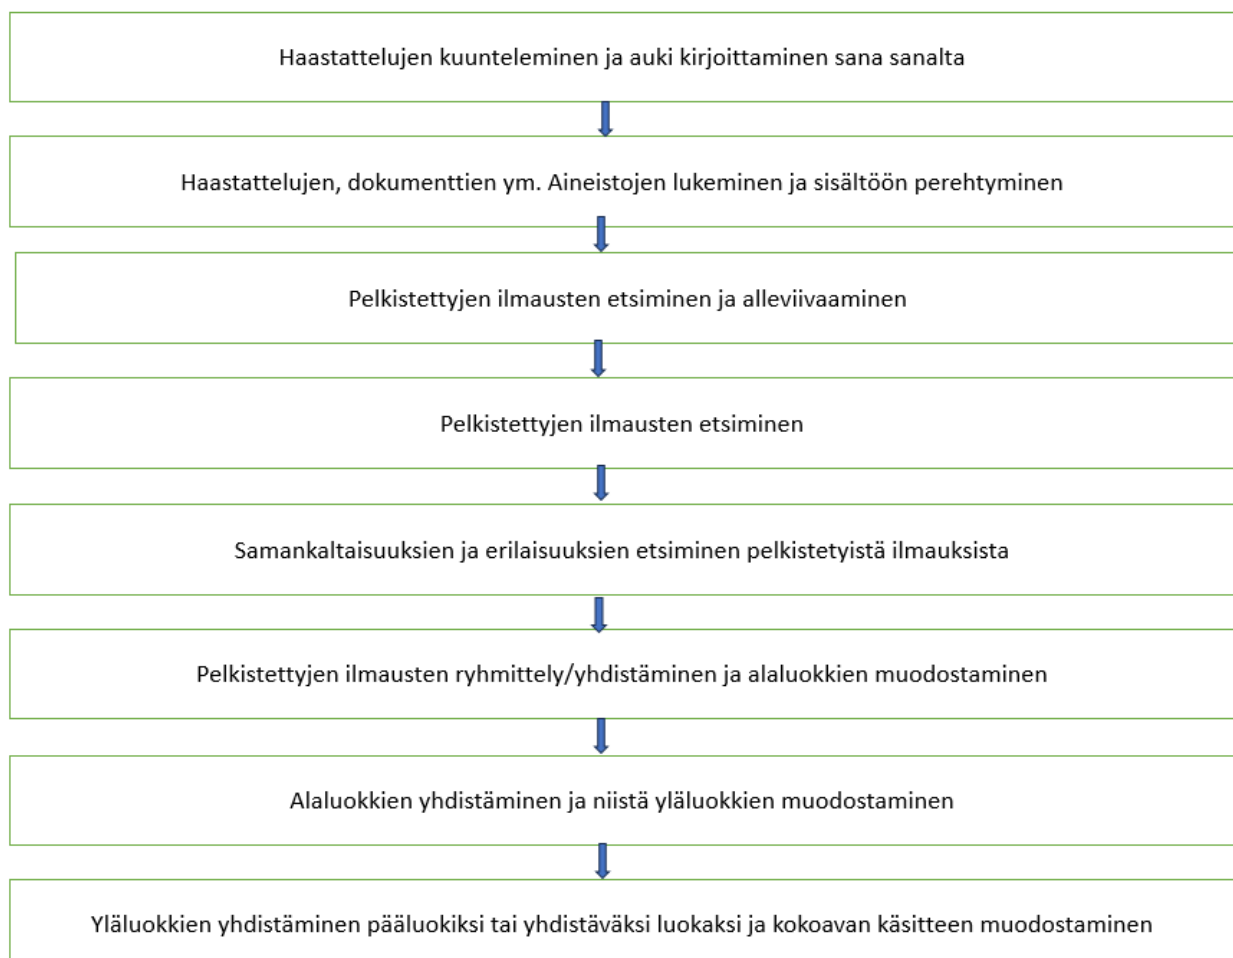 Haastattelujen kuunteleminen ja auki kirjoittaminen sana sanalta
Haastattelujen, dokumenttien ym. Aineistojen lukeminen ja sisältöön perehtyminen
Pelkistettyjen ilmausten etsiminen ja alleviivaaminen
Pelkistettyjen ilmausten etsiminen
Samankaltaisuuksien ja erilaisuuksien etsiminen pelkistetyistä ilmauksista
Pelkistettyjen ilmausten ryhmittely/yhdistäminen ja alaluokkien muodostaminen
Alaluokkien yhdistäminen ja niistä yläluokkien muodostaminen
Yläluokkien yhdistäminen pääluokiksi tai yhdistäväksi luokaksi ja kokoavan käsitteen muodostaminen